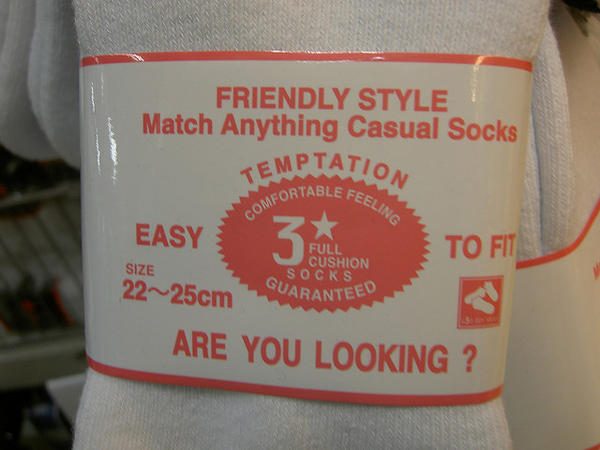 FRIENDLY STYLE
Match Anything Casual Socks
TEMPTATION
COMFORTABLE FEELING
EASY
3★
FULL
CUSHION
SOCKS
GUARANTEED
TO FIT
SIZE
22～25cm
ARE YOU LOOKING ?